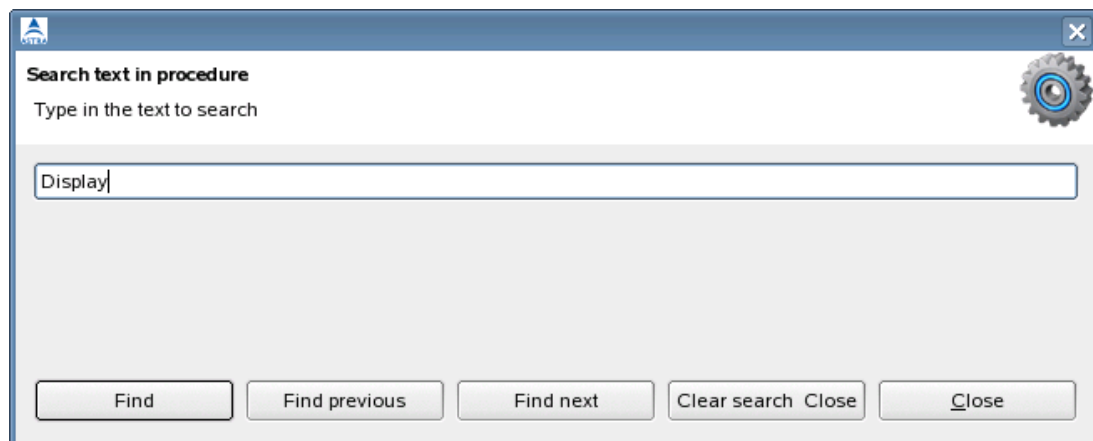 ASTRA
Search text in procedure
Type in the text to search
Display
Find Find previous Find next Clear search Close Close